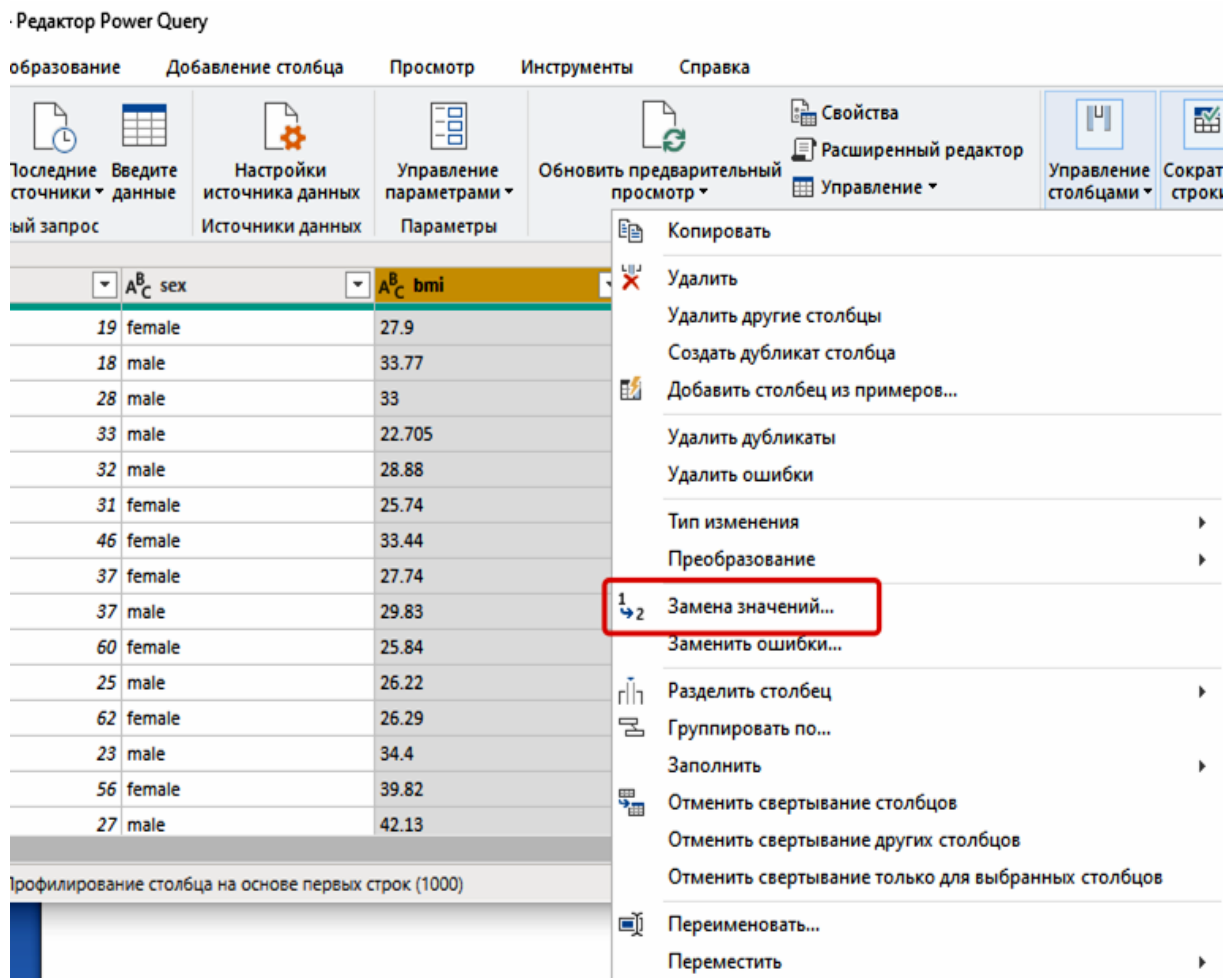 - Редактор Power Query
образование Добавление столбца Просмотр Инструменты Справка
Последние Введите Настройки Управление Обновить предварительный Свойства Управление Сократ
сточники данные источника данных параметрами просмотр Расширенный редактор столбцами строки
Управление
ый запрос Источники данных Параметры
ABC sex ABC bmi
19 female 27.9
18 male 33.77
28 male 33
33 male 22.705
32 male 28.88
31 female 25.74
46 female 33.44
37 female 27.74
37 male 29.83
60 female 25.84
25 male 26.22
62 female 26.29
23 male 34.4
56 female 39.82
27 male 42.13
Профилирование столбца на основе первых строк (1000)
Копировать
Удалить
Удалить другие столбцы
Создать дубликат столбца
Добавить столбец из примеров...
Удалить дубликаты
Удалить ошибки
Тип изменения
Преобразование
1 2 Замена значений...
Заменить ошибки...
Разделить столбец
Группировать по...
Заполнить
Отменить свертывание столбцов
Отменить свертывание других столбцов
Отменить свертывание только для выбранных столбцов
Переименовать...
Переместить